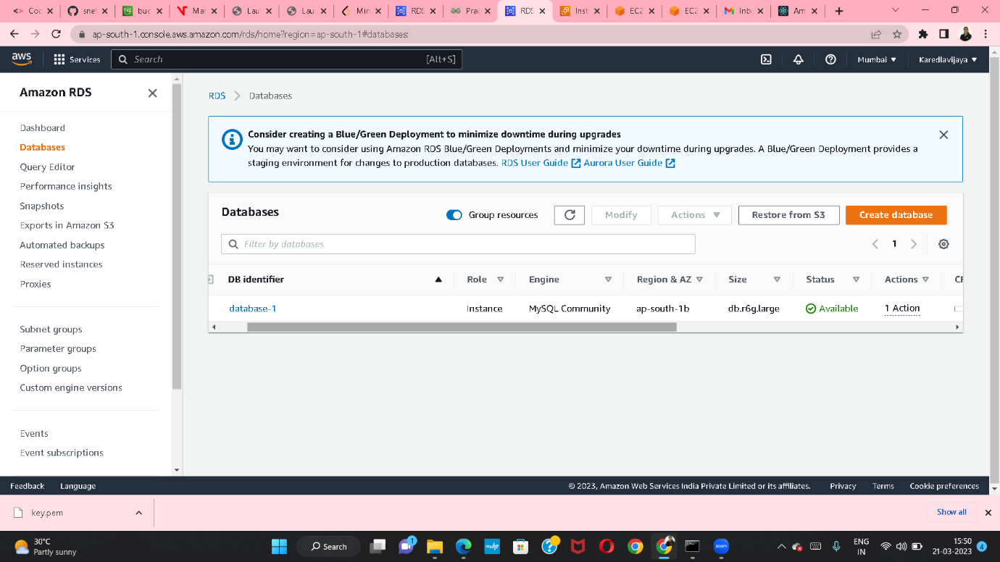 Coc
snel
buc
Mar
Lau
Lau
Min
RDS
Prac
RDS
Inst
EC2
EC2
Inb
Am
ap-south-1.console.aws.amazon.com/rds/home?region=ap-south-1#databases:
aws
Services
Search
[Alt+S]
Mumbai
Karedlavijaya
Amazon RDS
Dashboard
Databases
Query Editor
Performance insights
Snapshots
Exports in Amazon S3
Automated backups
Reserved instances
Proxies
Subnet groups
Parameter groups
Option groups
Custom engine versions
Events
Event subscriptions
RDS > Databases
Consider creating a Blue/Green Deployment to minimize downtime during upgrades
You may want to consider using Amazon RDS Blue/Green Deployments and minimize your downtime during upgrades. A Blue/Green Deployment provides a
staging environment for changes to production databases. RDS User Guide Aurora User Guide
Databases
Group resources
Modify
Actions
Restore from S3
Create database
Filter by databases
1
DB identifier Role Engine Region & AZ Size Status Actions
database-1 Instance MySQL Community ap-south-1b db.r6g.large Available 1 Action
Feedback Language © 2023, Amazon Web Services India Private Limited or its affiliates. Privacy Terms Cookie preferences
key.pem
Show all
30°C
Partly sunny
Search
1
myhp
zoom
ENG
IN
15:50
21-03-2023
4